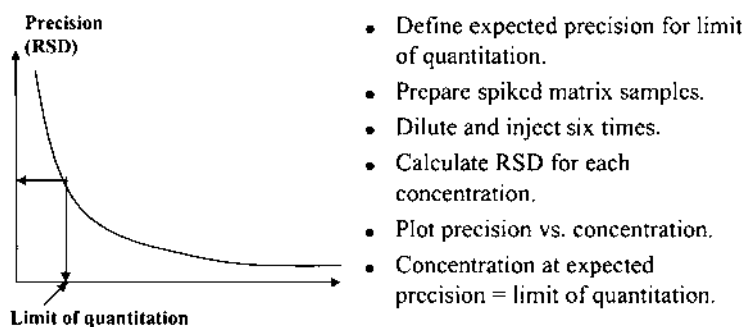 Precision
(RSD)
Limit of quantitation
• Define expected precision for limit
of quantitation.
• Prepare spiked matrix samples.
• Dilute and inject six times.
• Calculate RSD for each
concentration.
• Plot precision vs. concentration.
• Concentration at expected
precision = limit of quantitation.